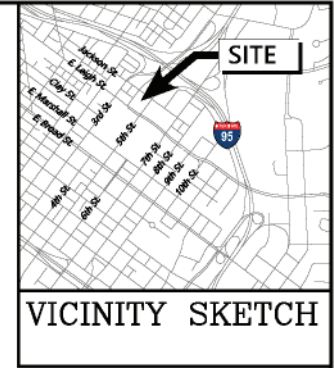 SITE
Jackson St.
E. Leigh St.
Clay St.
E. Marshall St.
E. Broad St.
3rd St.
5th St.
7th St.
8th St.
9th St.
10th St.
4th St.
6th St.
95
VICINITY SKETCH